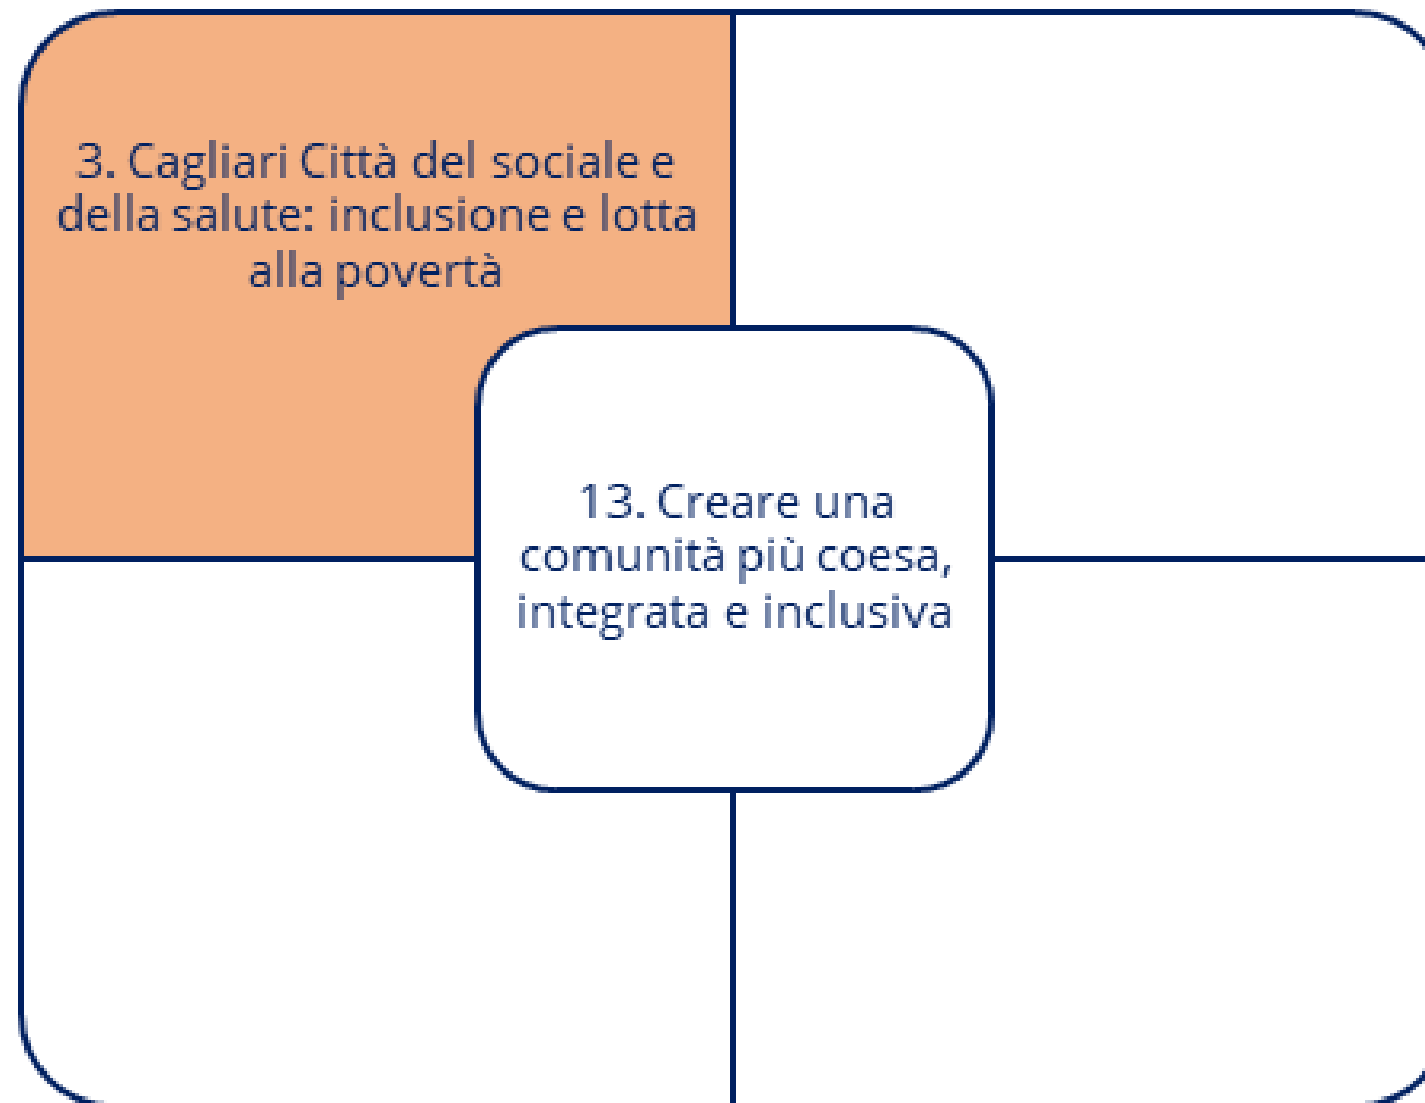 3. Cagliari Città del sociale e
della salute: inclusione e lotta
alla povertà
13. Creare una
comunità più coesa,
integrata e inclusiva